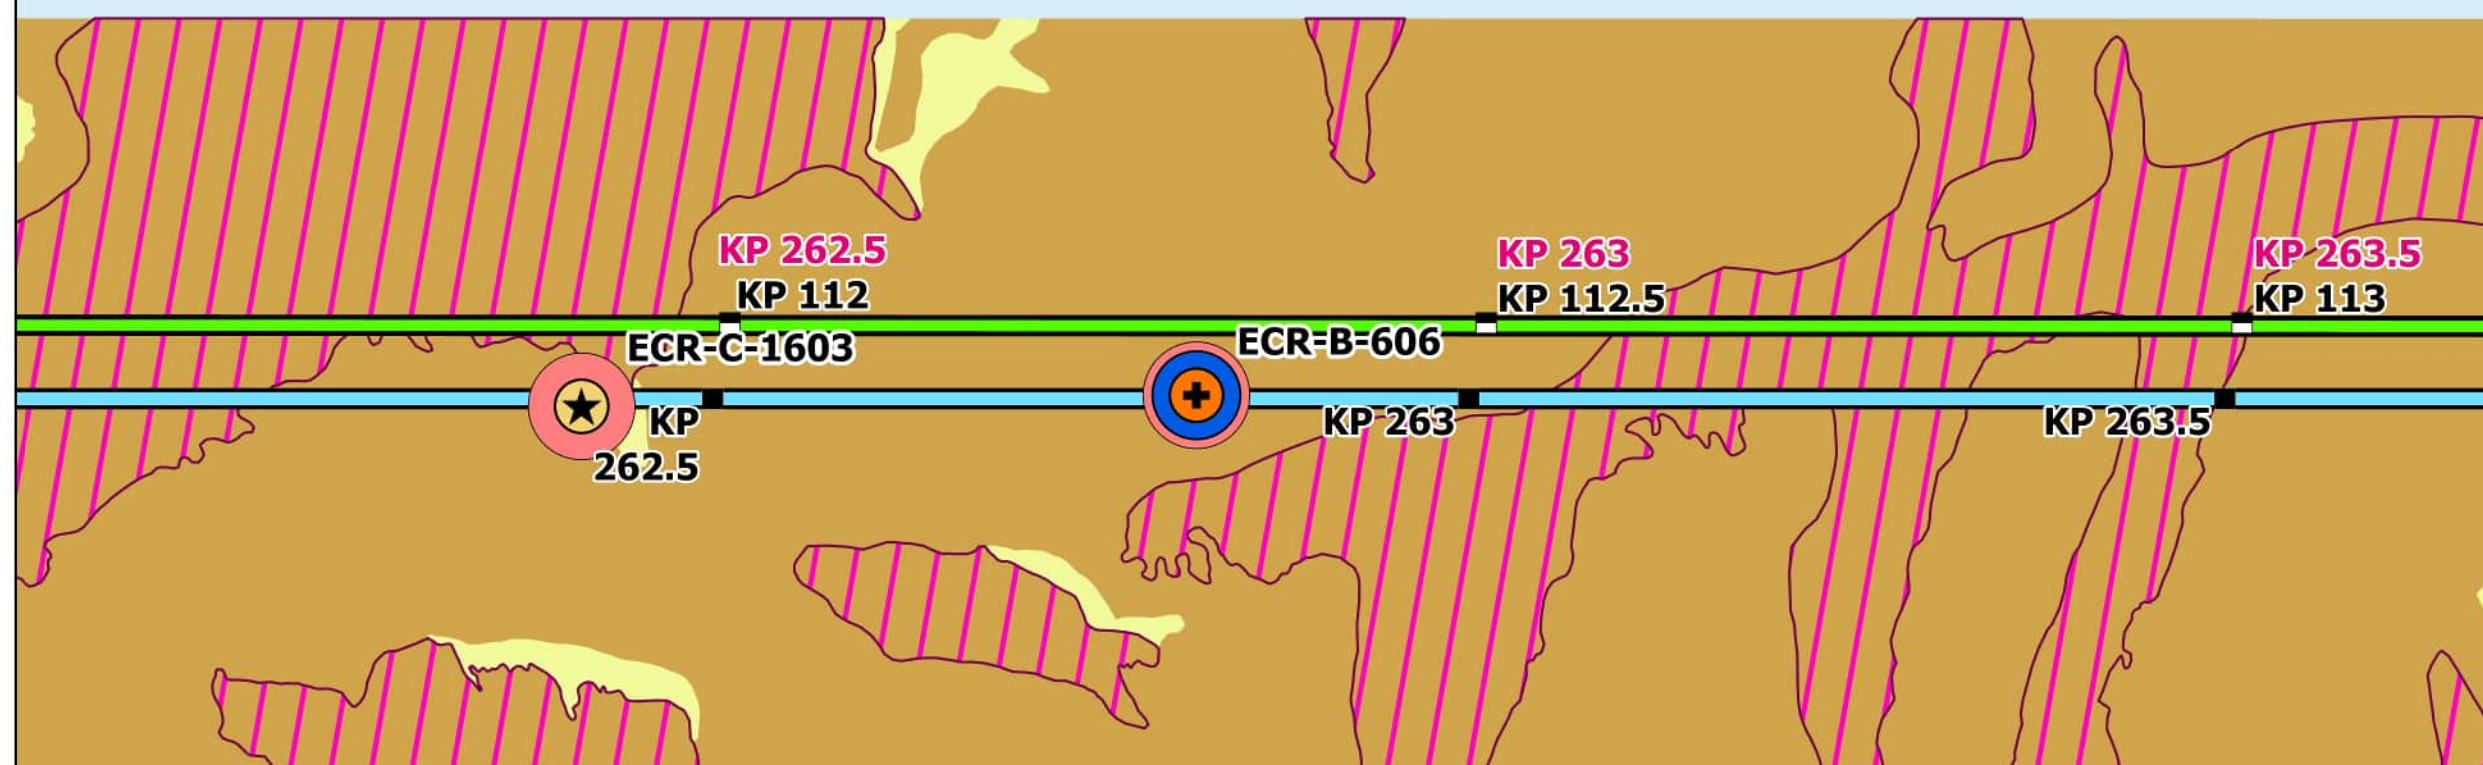 KP 262.5
KP 112
KP 263
KP 112.5
KP 263.5
KP 113
ECR-C-1603
ECR-B-606
KP
262.5
KP 263
KP 263.5